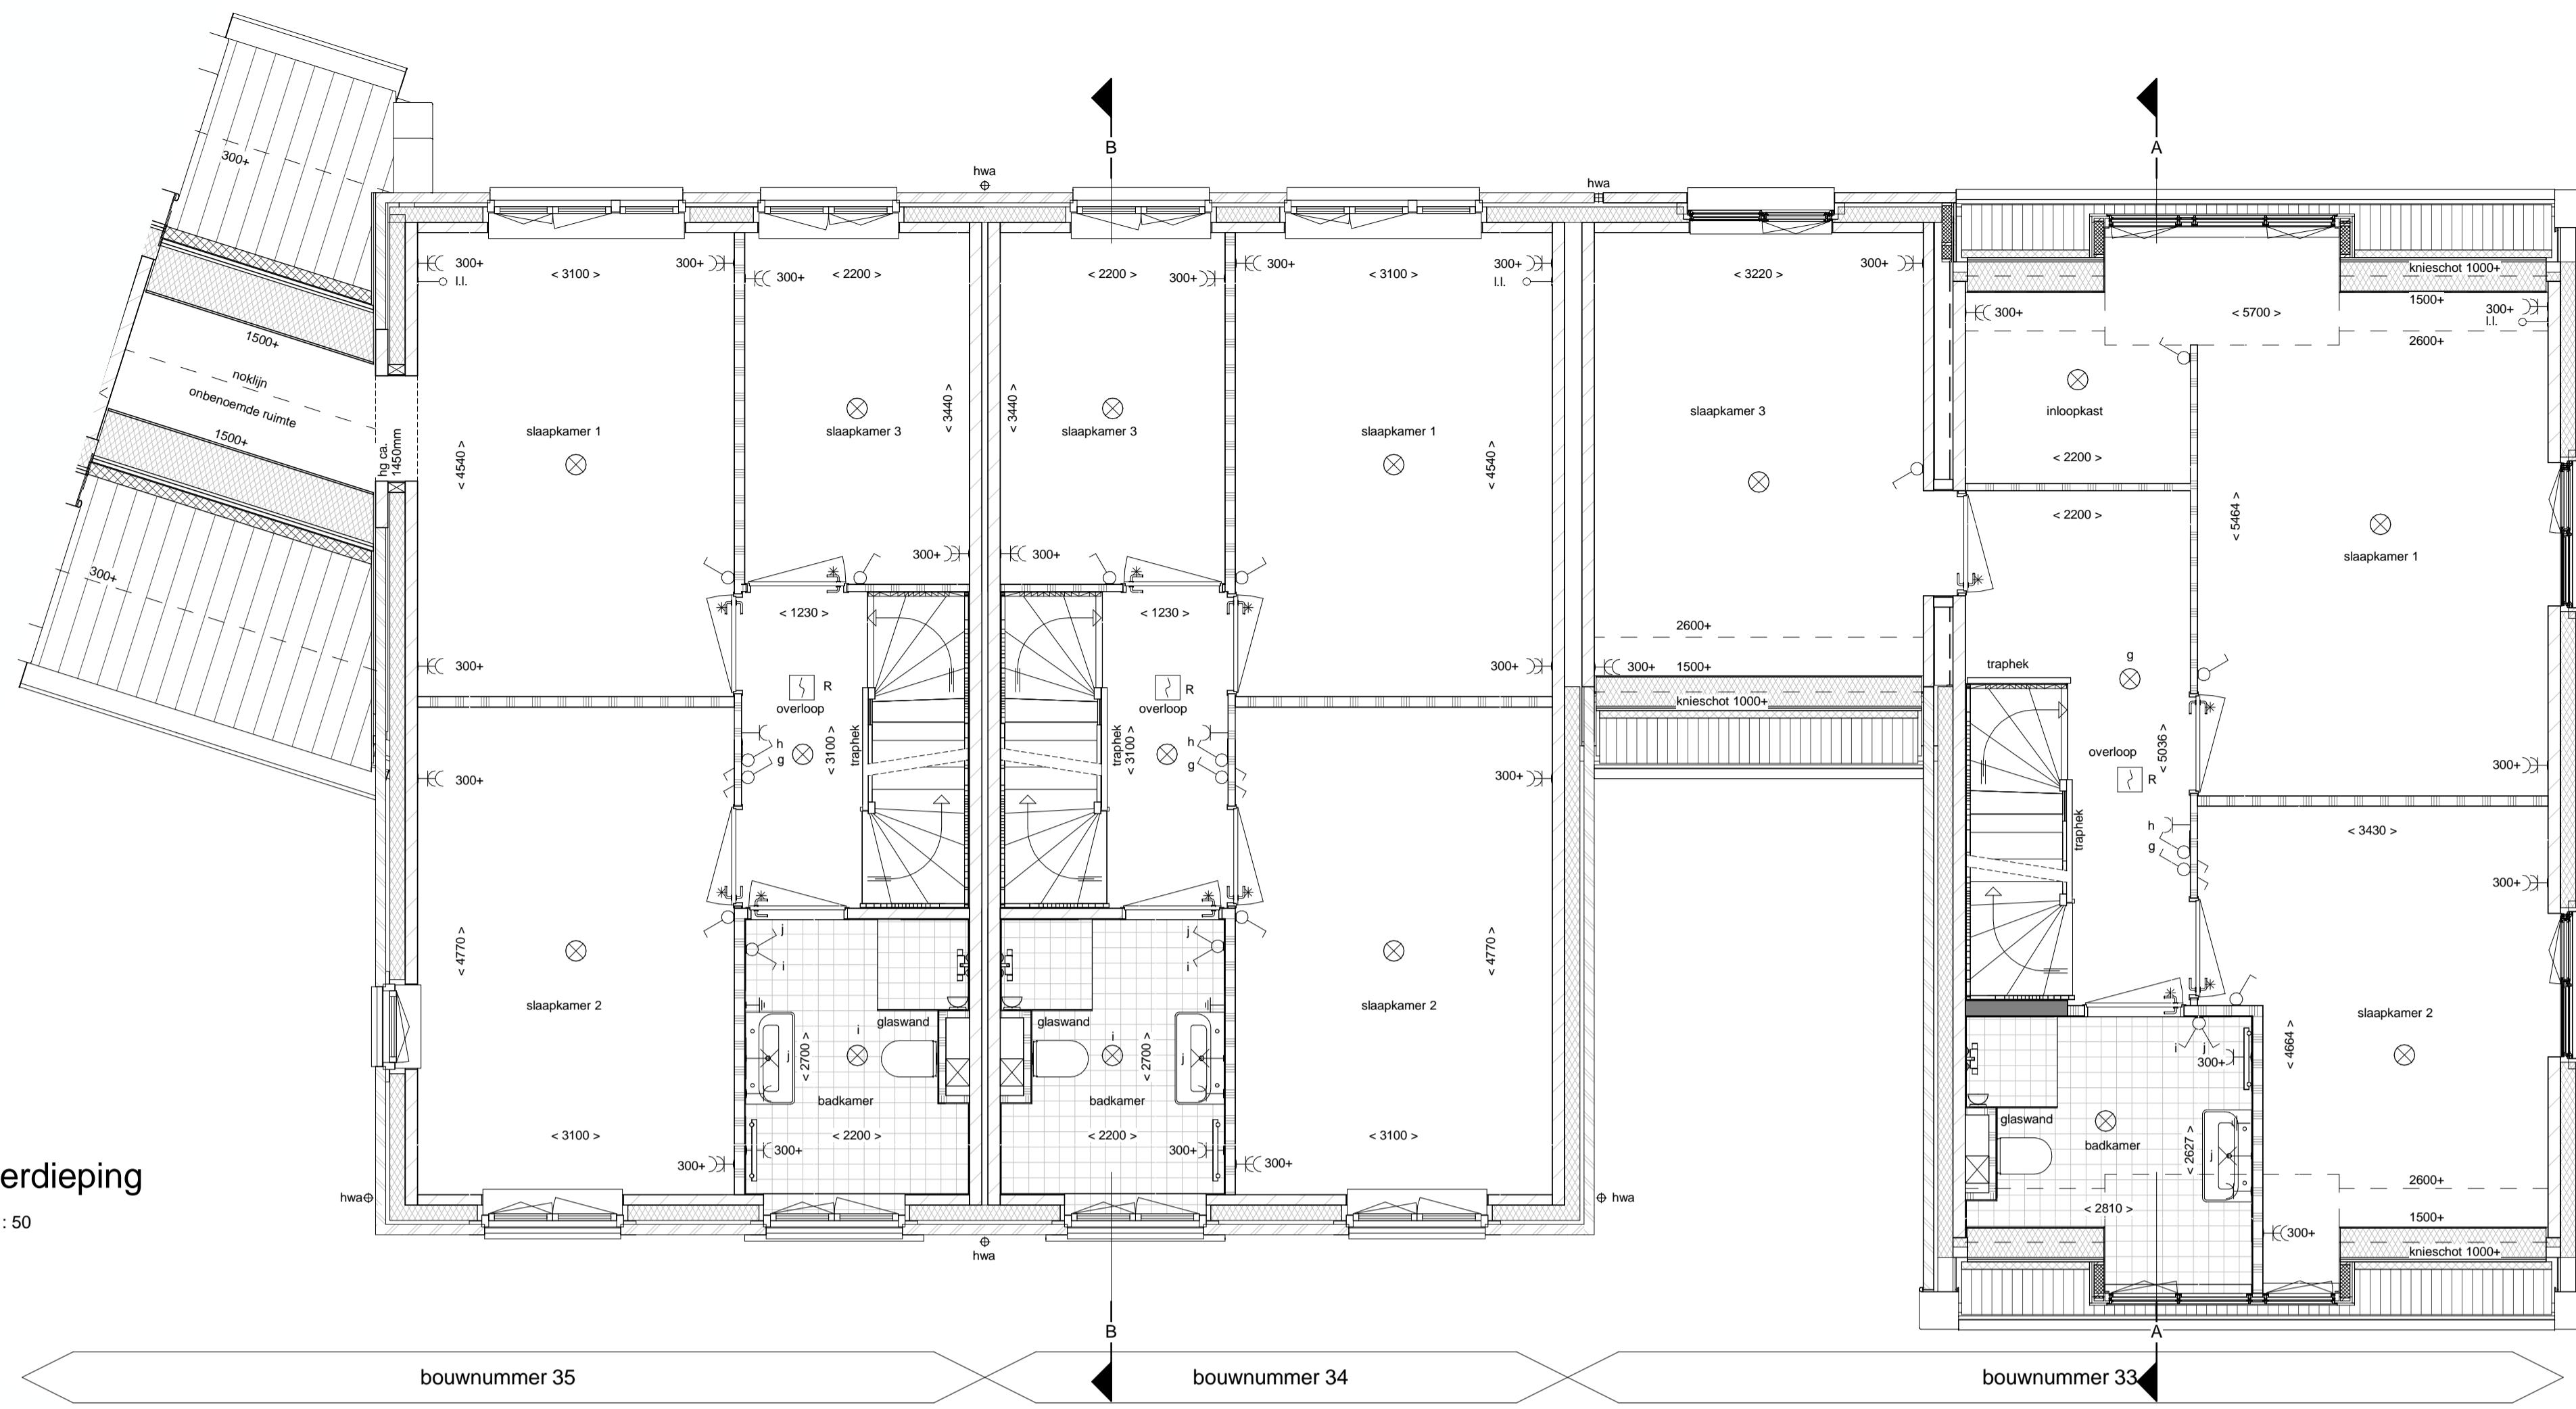 B
A
hwa
hwa
300+
300+
l.l.
< 3100 >
300+
300+
< 2200 >
< 2200 >
300+
300+
< 3100 >
300+
l.l.
< 3220 >
300+
knieschot 1000+
1500+
300+
< 5700 >
300+
l.l.
2600+
1500+
noklijn
onbenoemde ruimte
1500+
hg ca.
1450mm
slaapkamer 1
< 4540 >
slaapkamer 3
< 3440 >
< 3440 >
slaapkamer 3
slaapkamer 1
< 4540 >
slaapkamer 3
inloopkast
< 2200 >
< 2200 >
< 5464 >
slaapkamer 1
300+
300+
300+
300+
< 1230 >
< 1230 >
2600+
300+
300+
300+
1500+
knieschot 1000+
traphek
g
R
overloop
R
overloop
h
g
< 3100 >
traphek
traphek
< 3100 >
h
g
300+
300+
overloop
< 5036 >
R
300+
h
g
traphek
< 3430 >
300+
< 4770 >
slaapkamer 2
j
i
j
i
< 4770 >
slaapkamer 2
slaapkamer 2
glaswand
glaswand
i
i
j
j
< 2700 >
< 2700 >
badkamer
badkamer
i
j
300+
< 4664 >
glaswand
badkamer
< 2627 >
j
< 3100 >
< 2200 >
< 2200 >
< 3100 >
300+
300+
300+
300+
2600+
< 2810 >
1500+
300+
knieschot 1000+
erdieping
: 50
hwa
hwa
hwa
B
A
bouwnummer 35
bouwnummer 34
bouwnummer 33